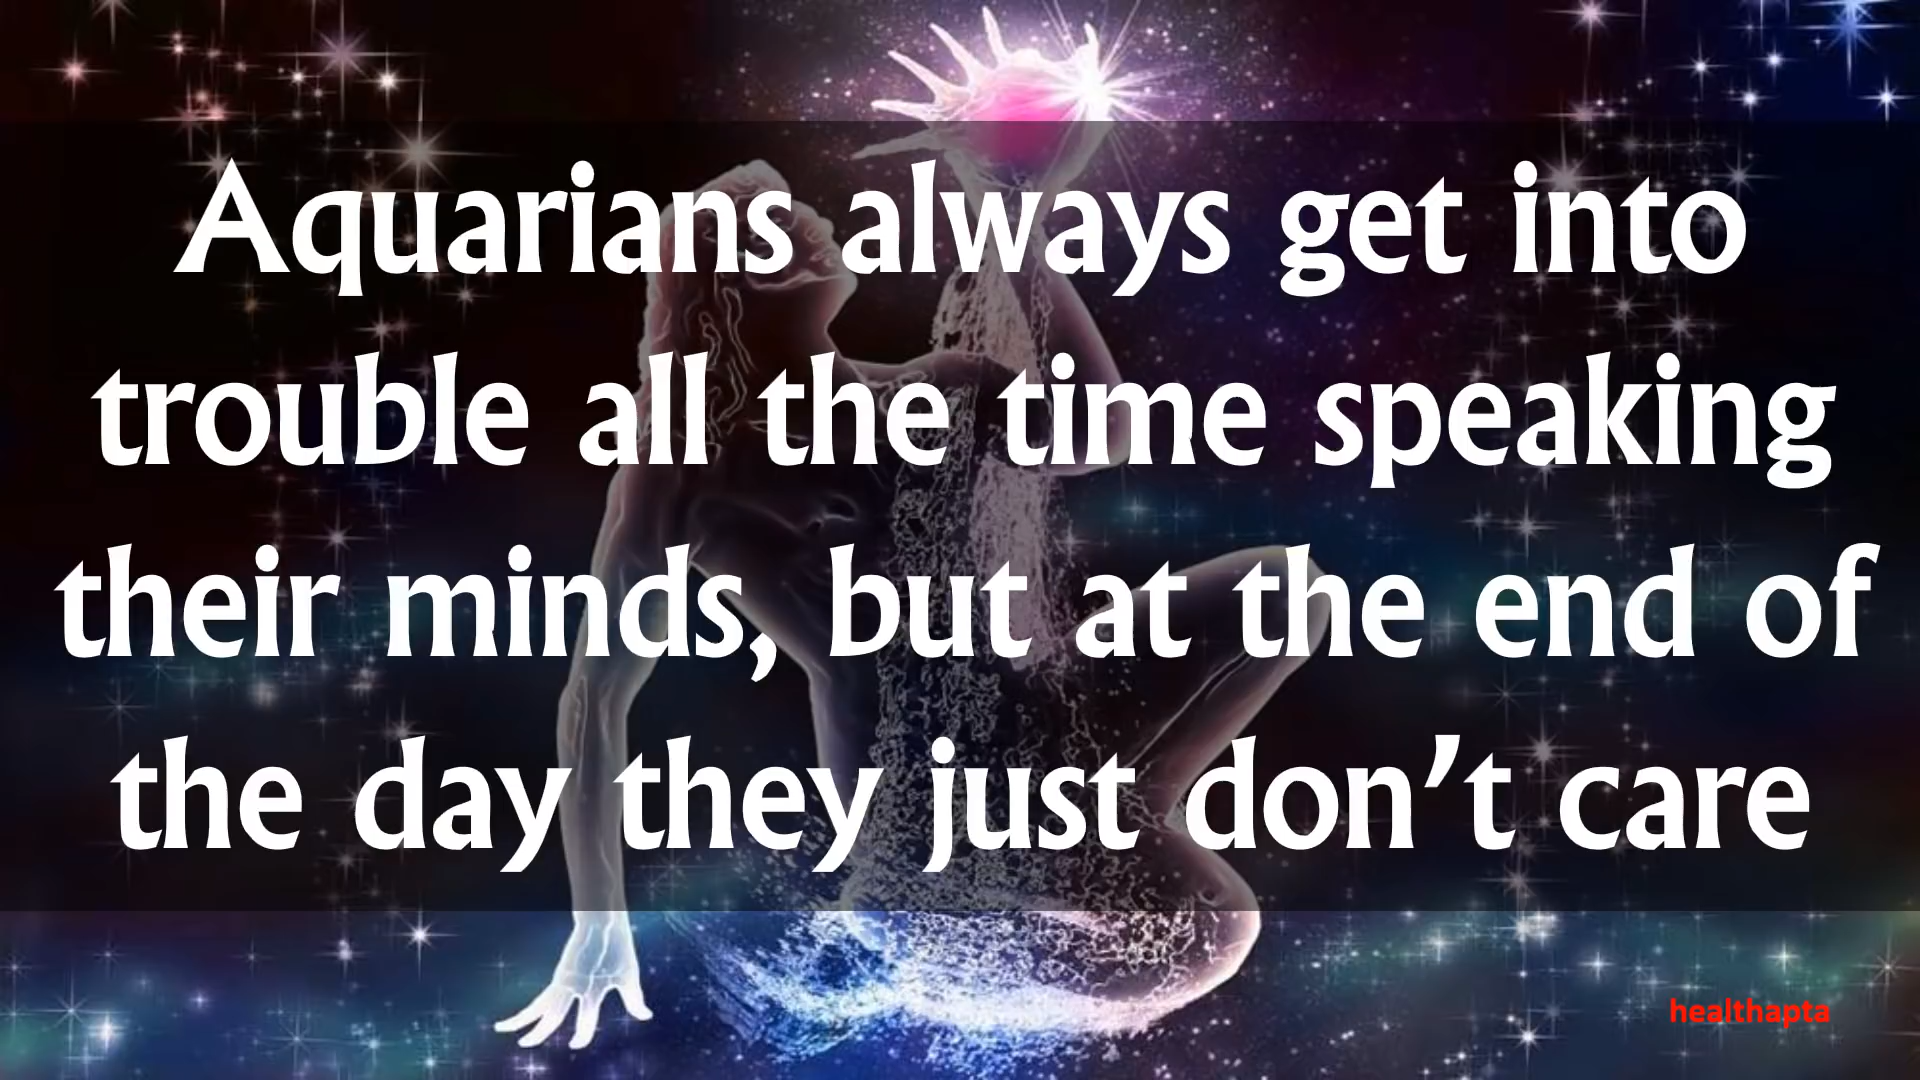 Aquarians always get into
trouble all the time speaking
their minds, but at the end of
the day they just don’t care
healthapta